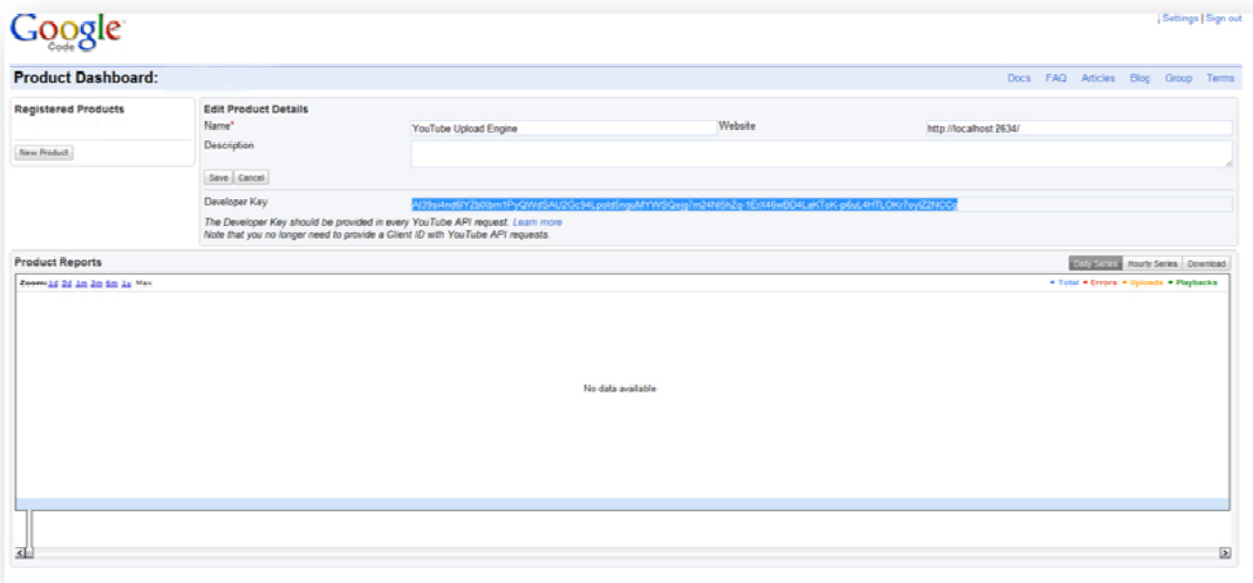 Google
Code
| Settings | Sign out
Product Dashboard:
Docs FAQ Articles Blog Group Terms
Registered Products
New Product
Edit Product Details
Name* YouTube Upload Engine Website http://localhost:2634/
Description
Save Cancel
Developer Key
The Developer Key should be provided in every YouTube API request. Learn more
Note that you no longer need to provide a Client ID with YouTube API requests.
Product Reports
Daily Series Hourly Series Download
Zoom: 1d 5d 1m 3m 6m 1y Max
Total Errors Uploads Playbacks
No data available